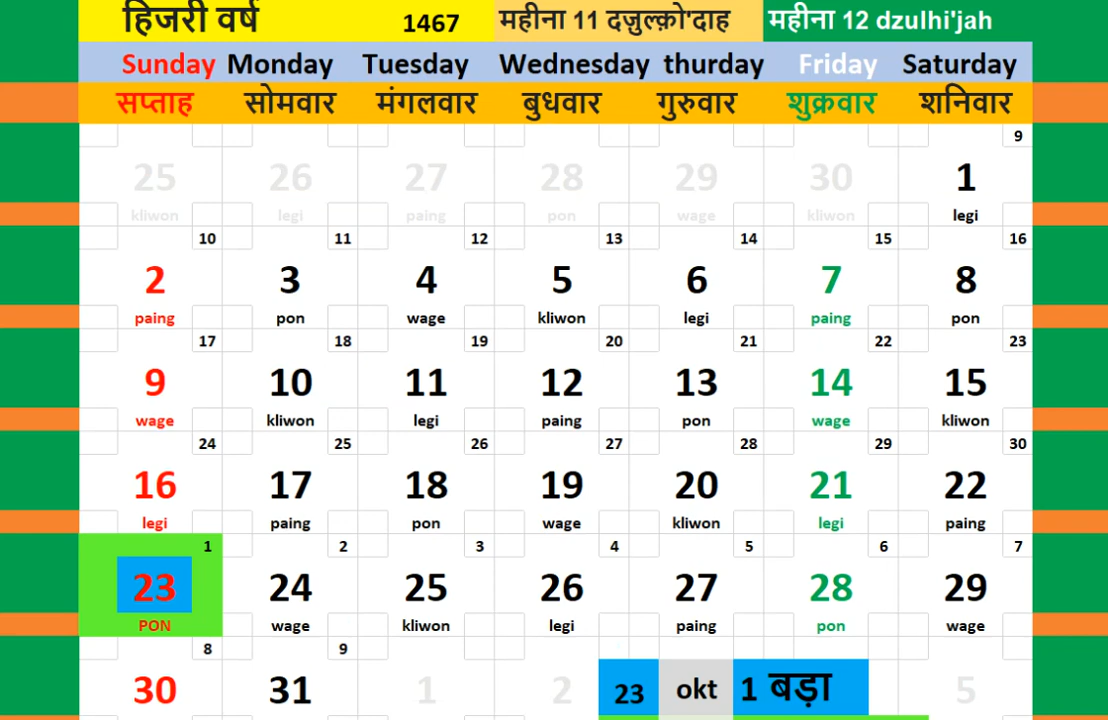 हिजरी वर्ष 1467 महीना 11 दज़ुल्क़ो'दाह महीना 12 dzulhi'jah
Sunday Monday Tuesday Wednesday thurday Friday Saturday
सप्ताह सोमवार मंगलवार बुधवार गुरुवार शुक्रवार शनिवार
9
25 26 27 28 29 30 1
kliwon legi paing pon wage kliwon legi
10 11 12 13 14 15 16
2 3 4 5 6 7 8
paing pon wage kliwon legi paing pon
17 18 19 20 21 22 23
9 10 11 12 13 14 15
wage kliwon legi paing pon wage kliwon
24 25 26 27 28 29 30
16 17 18 19 20 21 22
legi paing pon wage kliwon legi paing
1 2 3 4 5 6 7
23 24 25 26 27 28 29
PON wage kliwon legi paing pon wage
8 9
30 31 1 2 23 okt 1 बड़ा 5